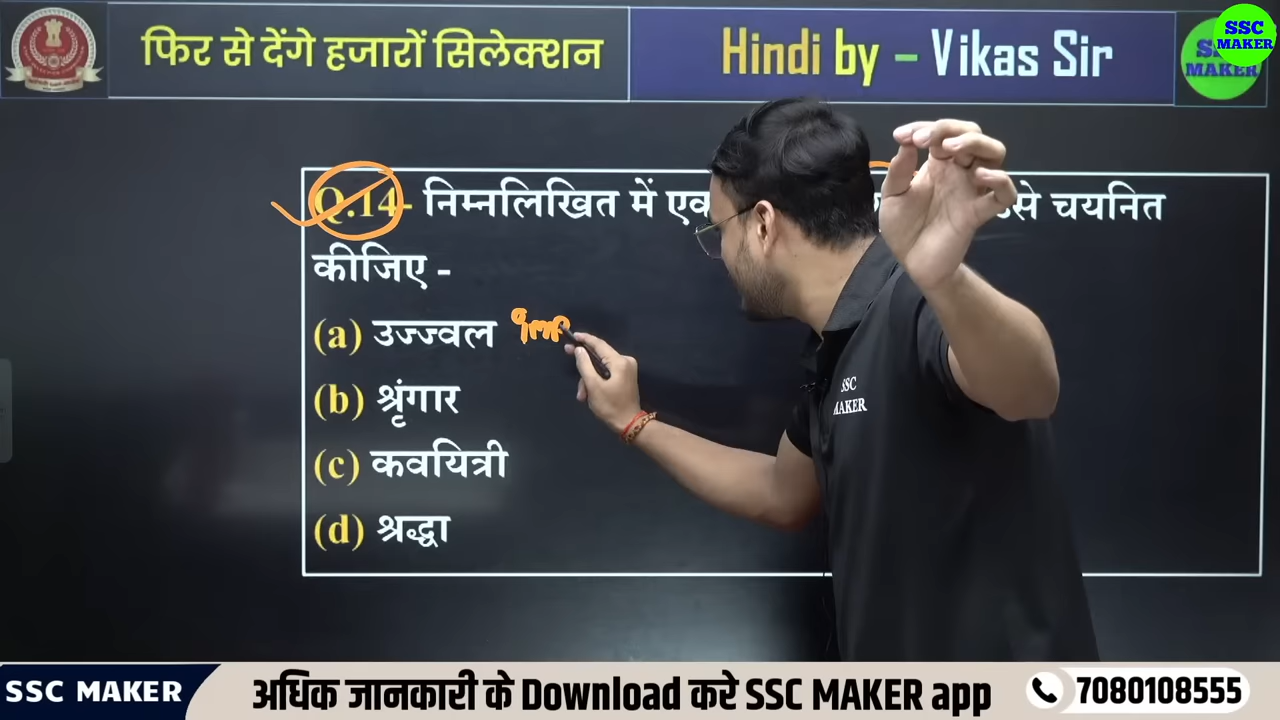 फिर से देंगे हजारों सिलेक्शन
Hindi by – Vikas Sir
SSC
MAKER
Q.14- निम्नलिखित में एक से चयनित
कीजिए -
(a) उज्ज्वल
(b) श्रृंगार
(c) कवयित्री
(d) श्रद्धा
SSC
MAKER
SSC MAKER
अधिक जानकारी के Download करे SSC MAKER app
7080108555